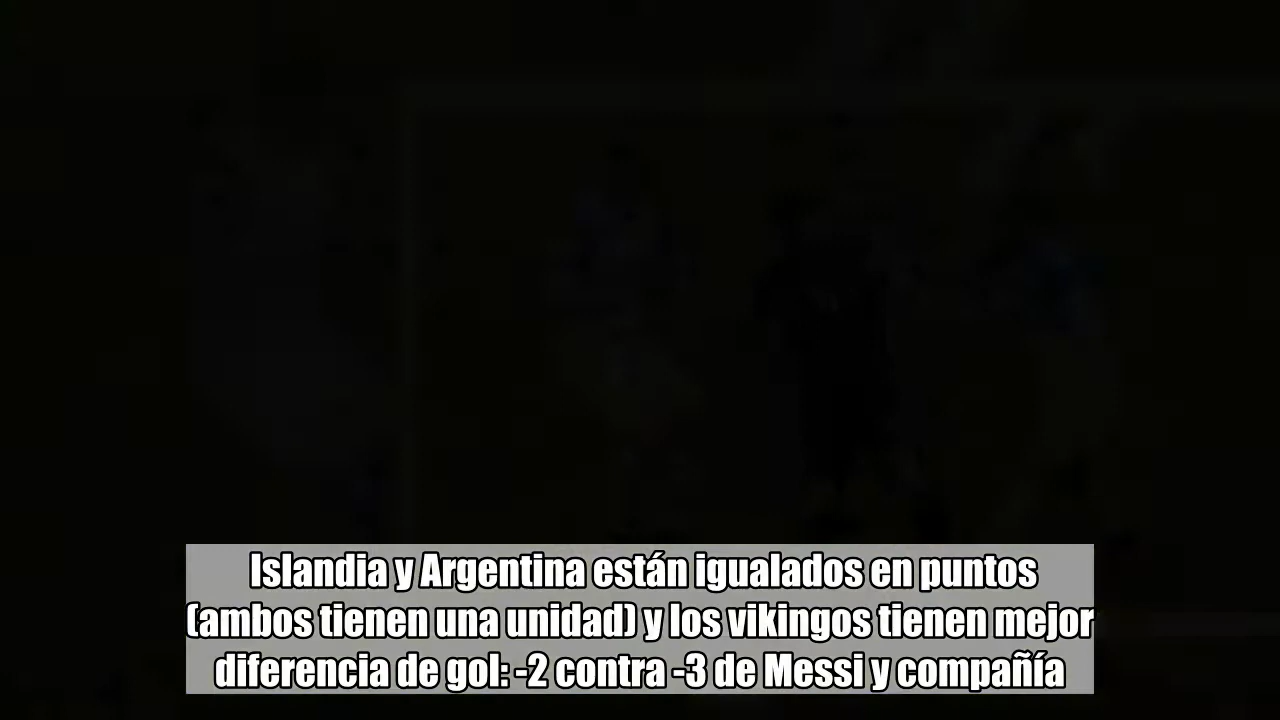 Islandia y Argentina están igualados en puntos
(ambos tienen una unidad) y los vikingos tienen mejor
diferencia de gol: -2 contra -3 de Messi y compañía